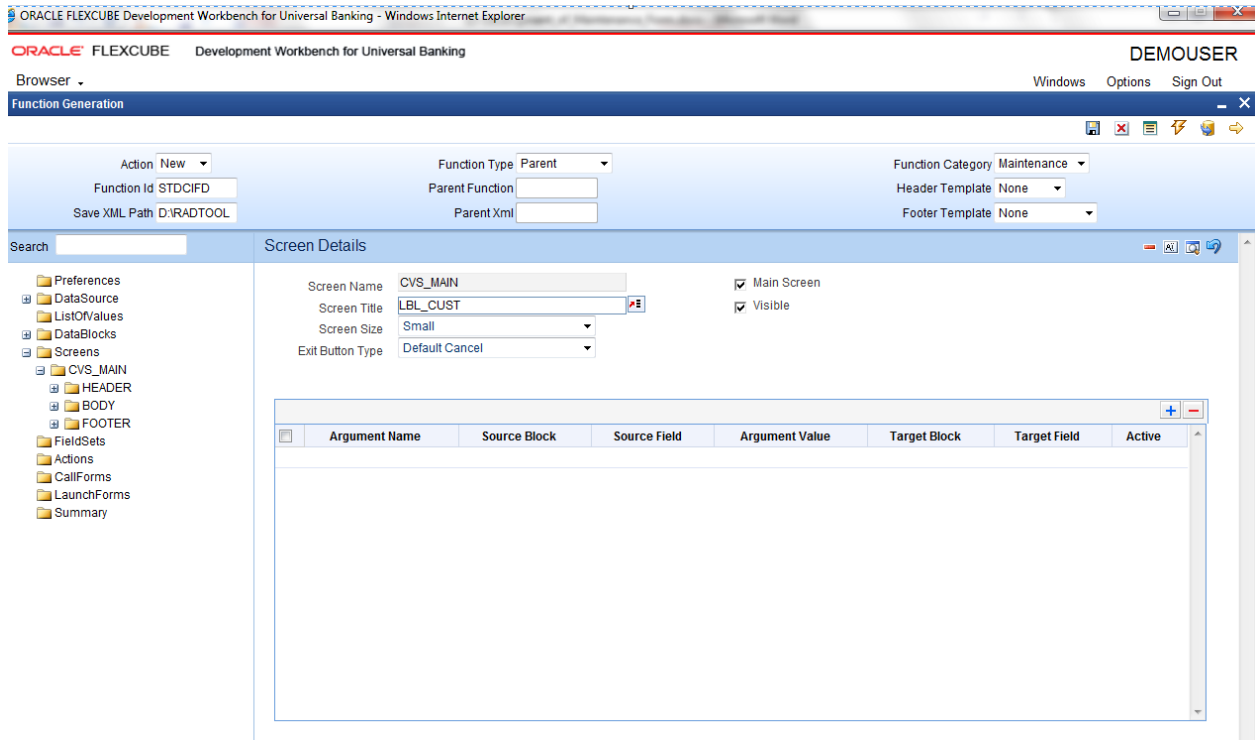 ORACLE FLEXCUBE Development Workbench for Universal Banking - Windows Internet Explorer
ORACLE FLEXCUBE Development Workbench for Universal Banking DEMOUSER
Browser Windows Options Sign Out
Function Generation
Action New Function Type Parent Function Category Maintenance
Function Id STDCIFD Parent Function Header Template None
Save XML Path D:\RADTOOL Parent Xml Footer Template None
Search Screen Details
Preferences
DataSource
ListOfValues
DataBlocks
Screens
CVS_MAIN
HEADER
BODY
FOOTER
FieldSets
Actions
CallForms
LaunchForms
Summary
Screen Name CVS_MAIN Main Screen
Screen Title LBL_CUST Visible
Screen Size Small
Exit Button Type Default Cancel
Argument Name Source Block Source Field Argument Value Target Block Target Field Active